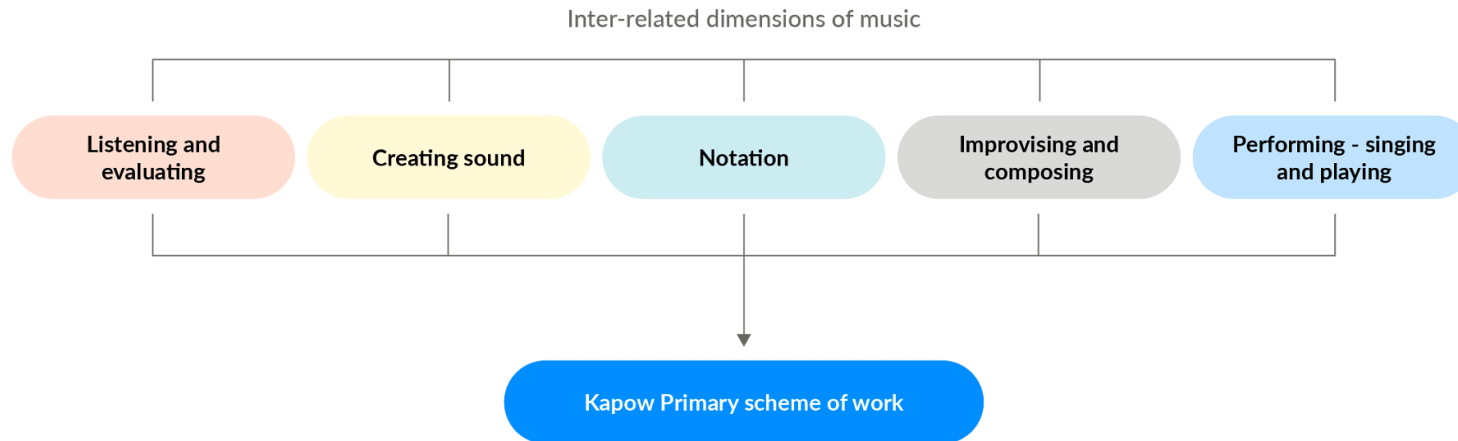 Inter-related dimensions of music
Listening and
evaluating
Creating sound
Notation
Improvising and
composing
Performing - singing
and playing
Kapow Primary scheme of work